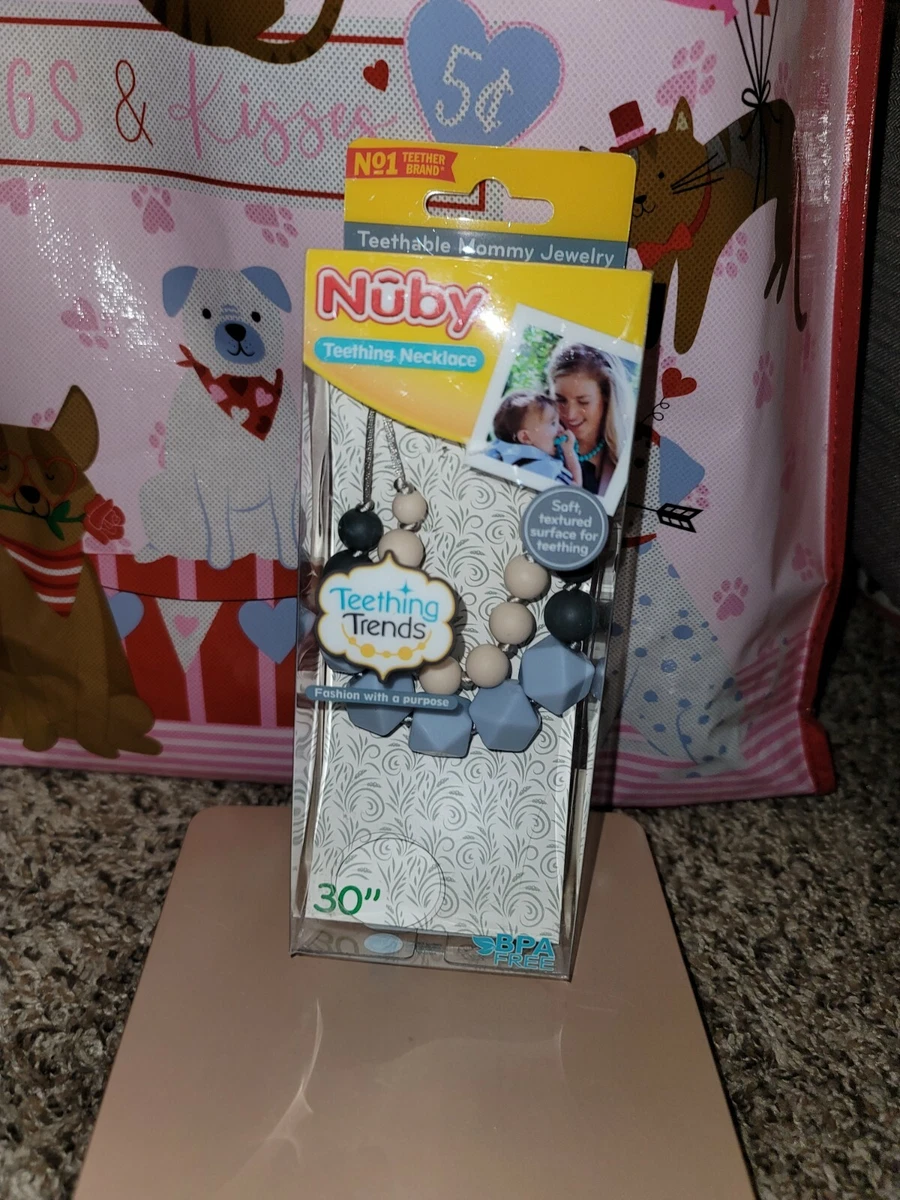 GS & Kisses
5¢
No1 TEETHER
BRAND*
Teethable Mommy Jewelry
Nûby
Teething Necklace
Soft,
textured
surface for
teething
Teething
Trends
Fashion with a purpose
30”
BPA
FREE